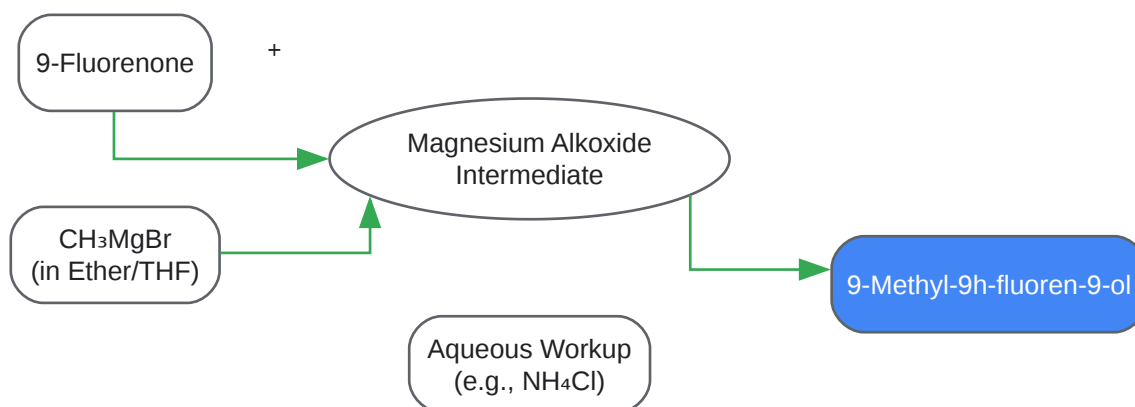 9-Fluorenone
+
Magnesium Alkoxide
Intermediate
CH₃MgBr
(in Ether/THF)
9-Methyl-9h-fluoren-9-ol
Aqueous Workup
(e.g., NH₄Cl)